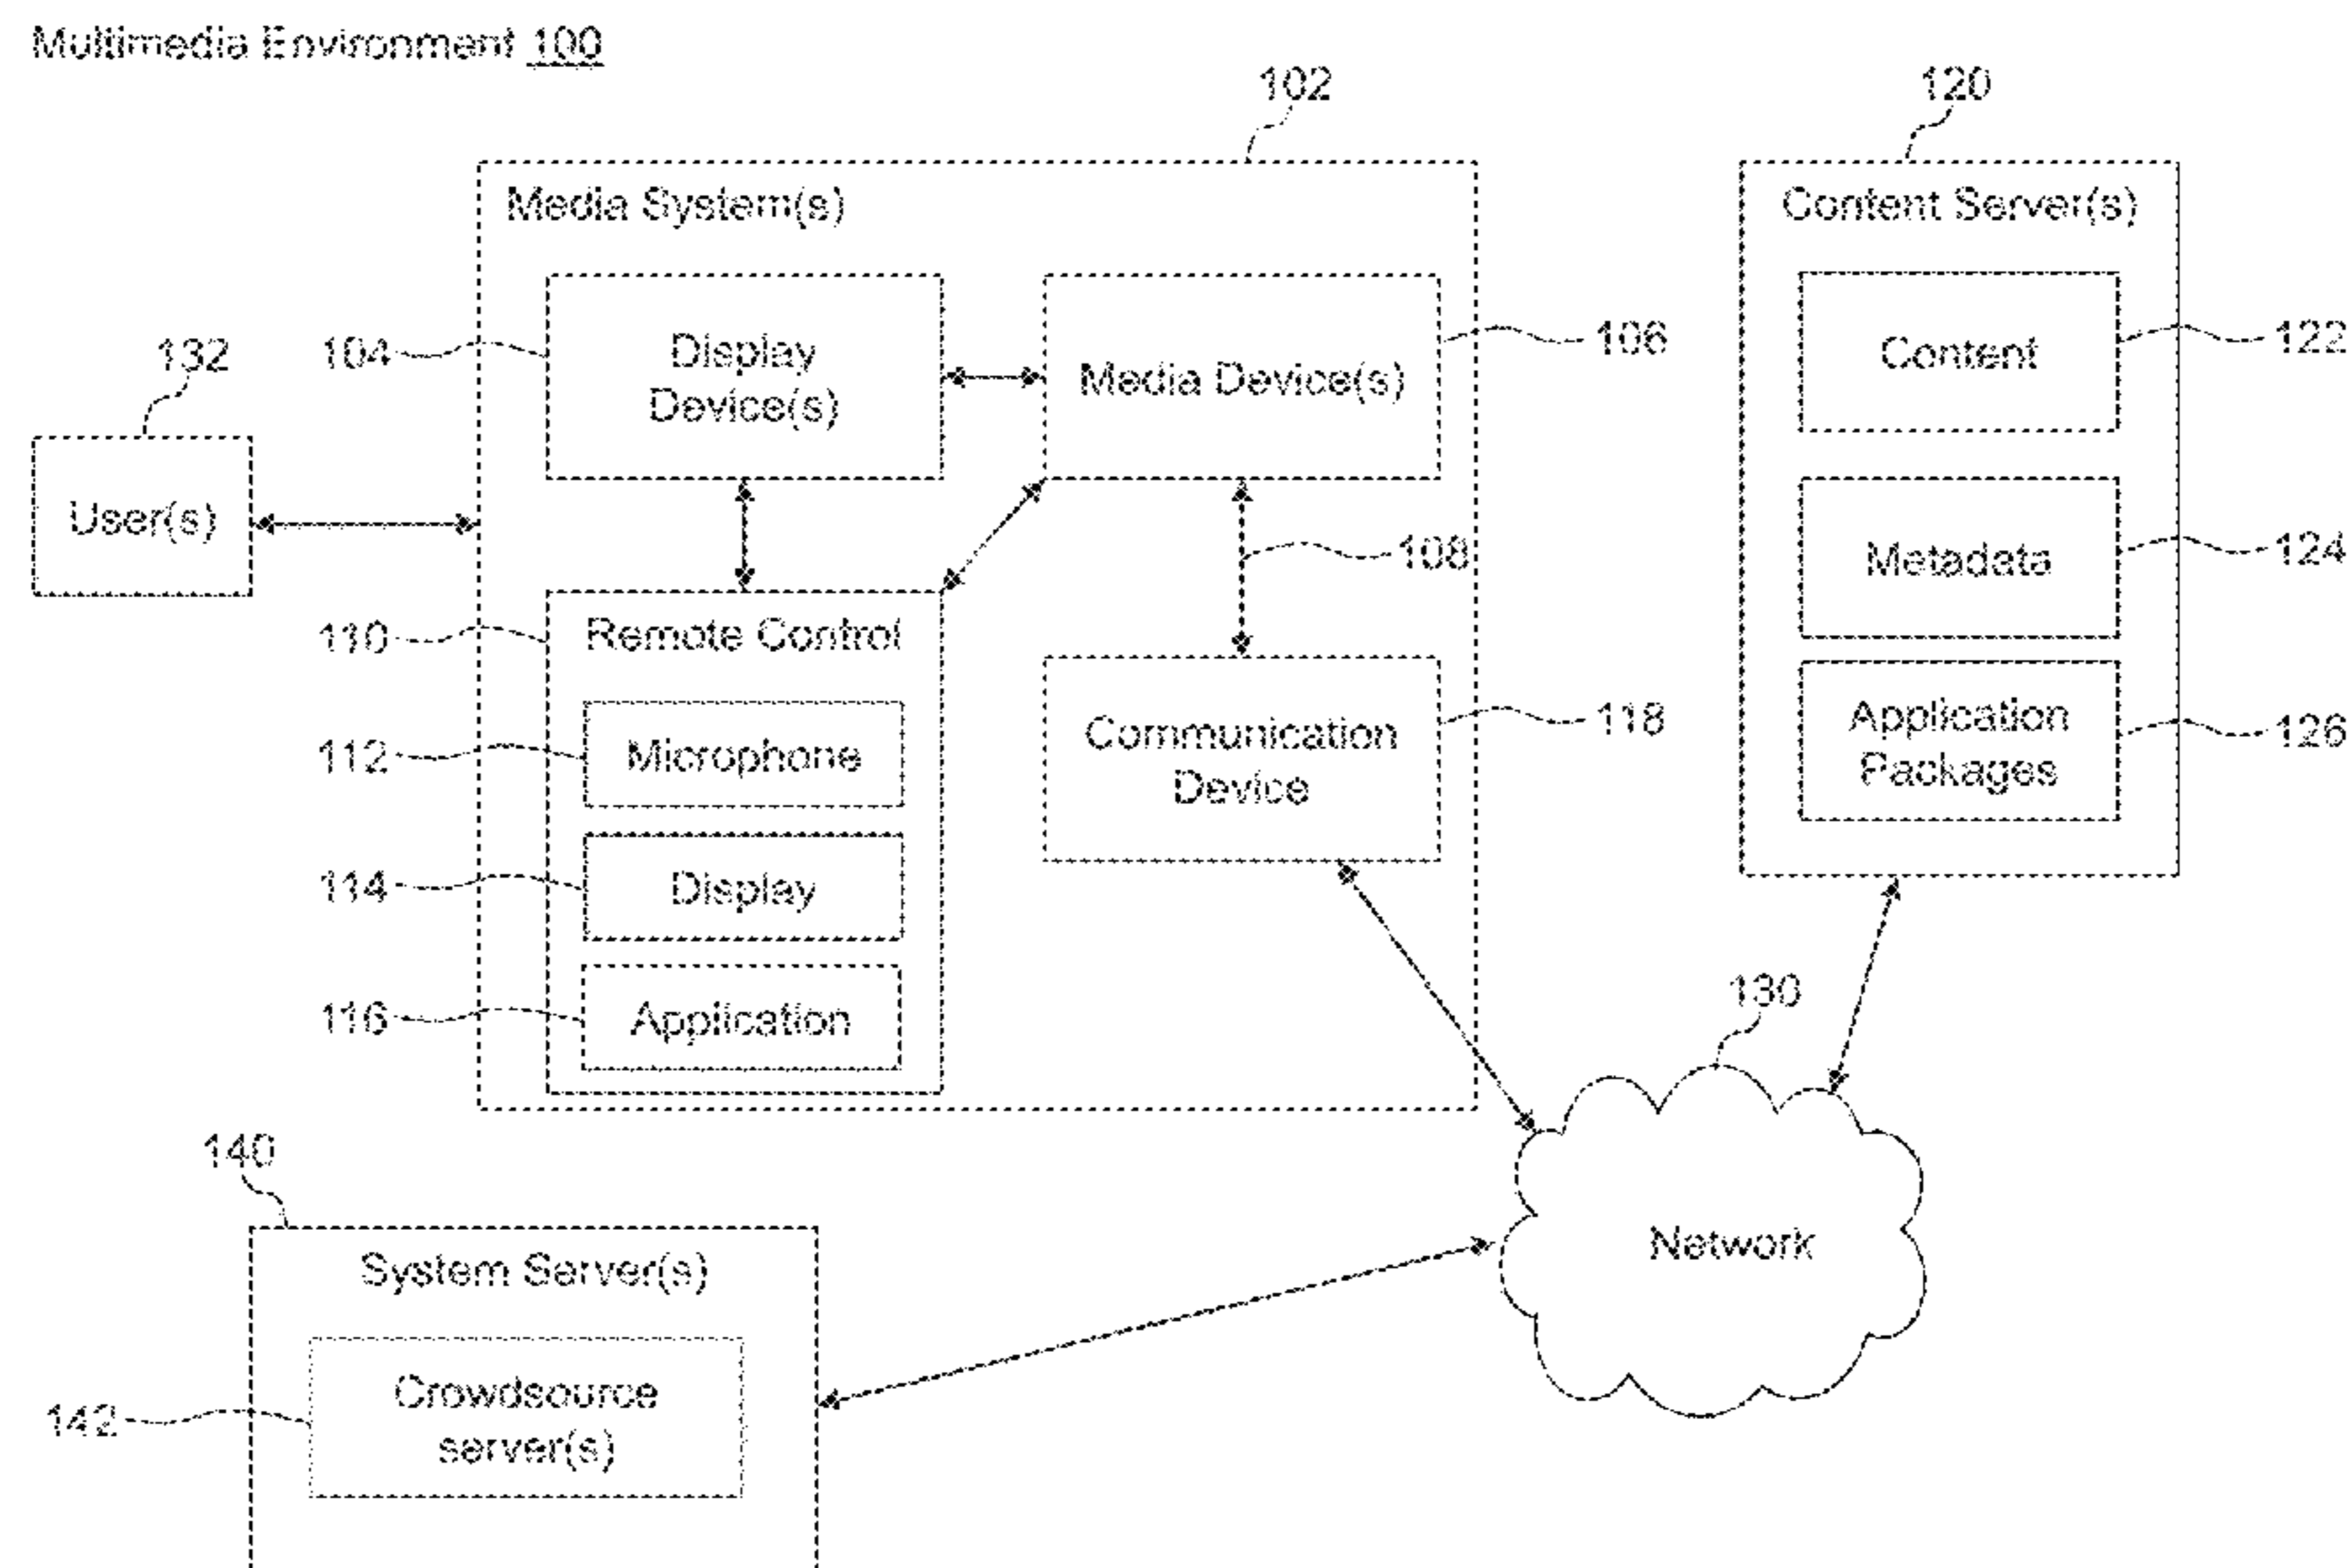 Multimedia Environment 100
102
120
Media System(s)
Content Server(s)
132
104
Display
Device(s)
Media Device(s)
106
Content
122
User(s)
108
Metadata
124
110
Remote Control
112
Microphone
Communication
Device
118
Application
Packages
126
114
Display
116
Application
130
140
System Server(s)
Network
142
Crowdsource
server(s)